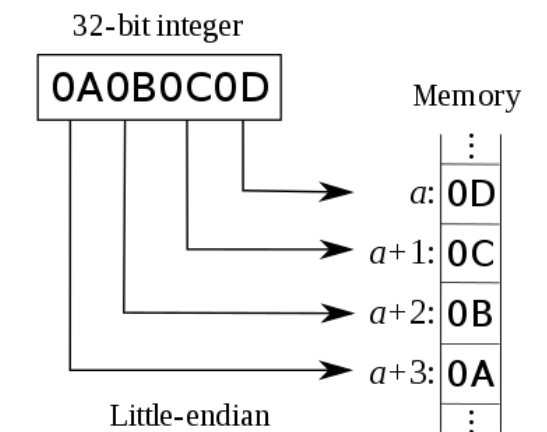 32-bit integer
0A0B0C0D
Memory
⋮
a: 0D
a+1: 0C
a+2: 0B
a+3: 0A
⋮
Little-endian